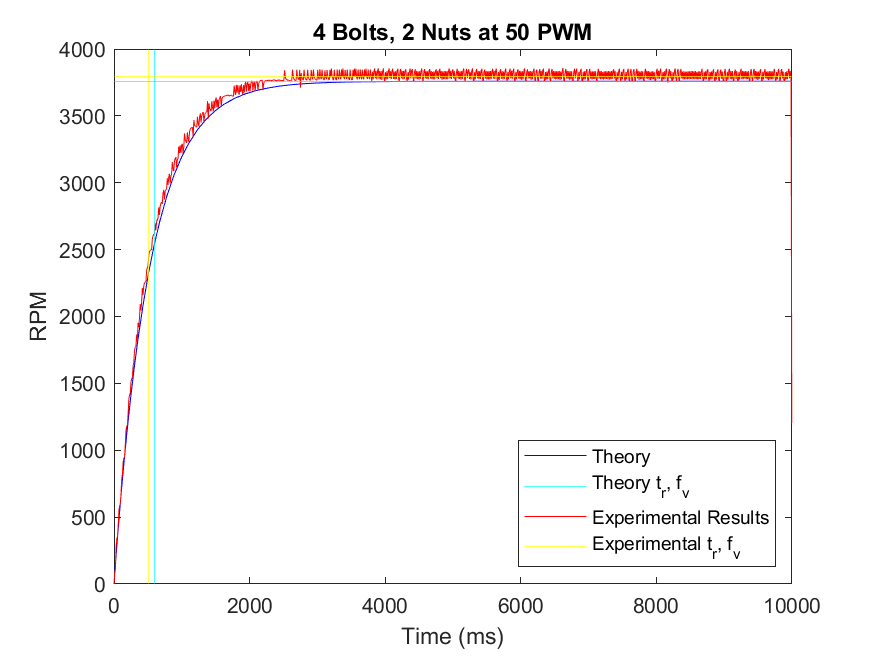 4 Bolts, 2 Nuts at 50 PWM
4000
3500
3000
2500
2000
1500
1000
500
0
RPM
Theory
Theory t_r, f_v
Experimental Results
Experimental t_r, f_v
0 2000 4000 6000 8000 10000
Time (ms)